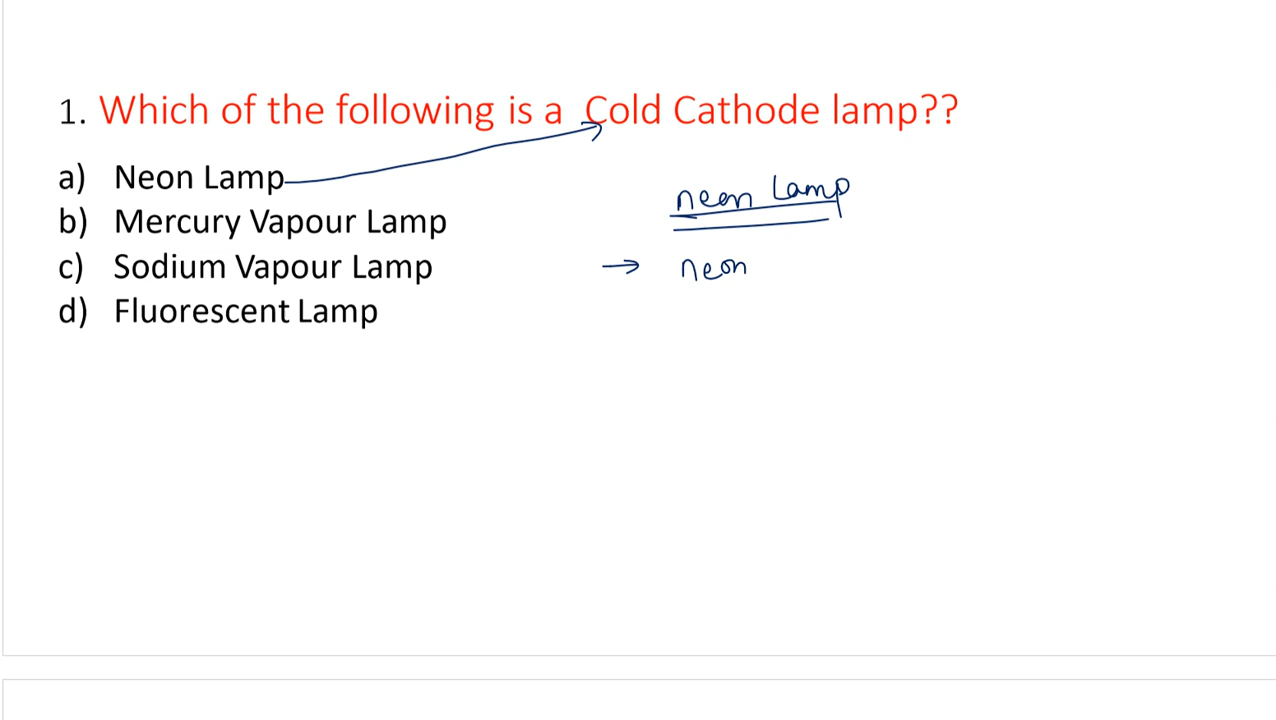 1. Which of the following is a Cold Cathode lamp??
a) Neon Lamp
b) Mercury Vapour Lamp
c) Sodium Vapour Lamp
d) Fluorescent Lamp
neon Lamp
→ neon